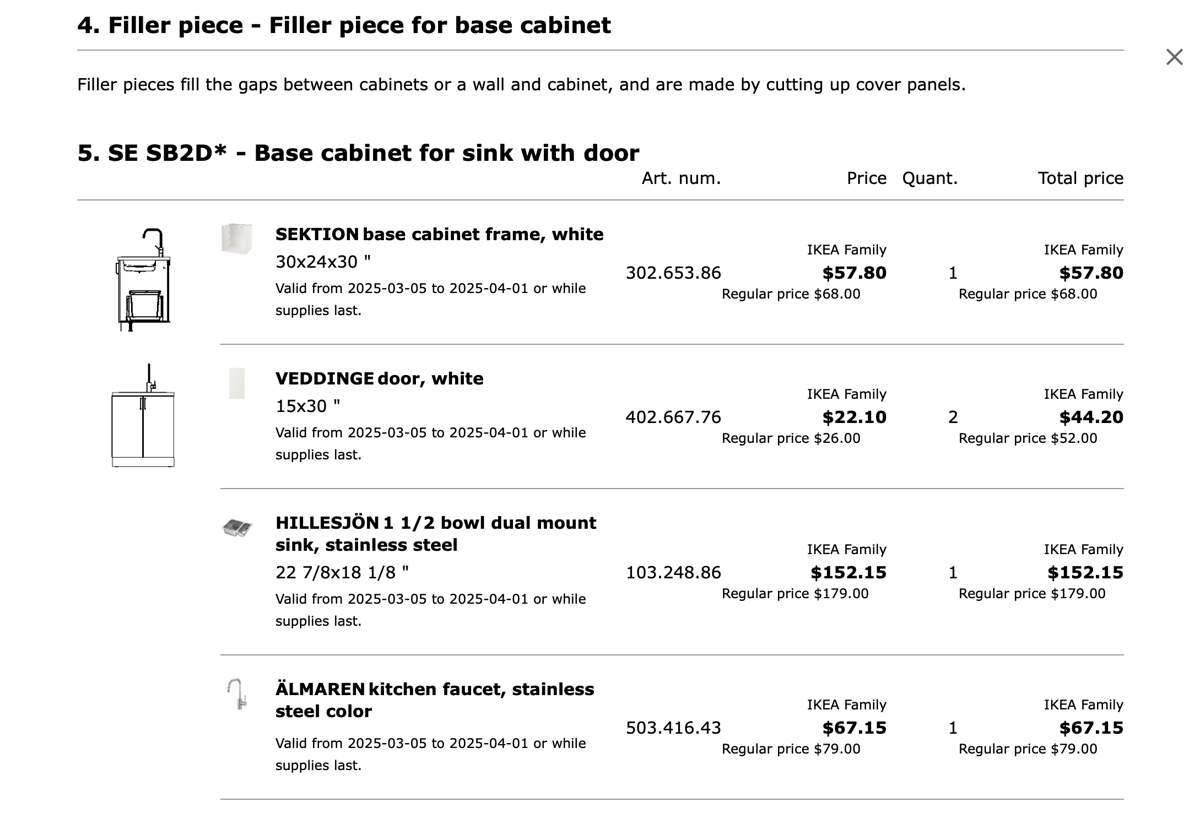 4. Filler piece - Filler piece for base cabinet
Filler pieces fill the gaps between cabinets or a wall and cabinet, and are made by cutting up cover panels.
5. SE SB2D* - Base cabinet for sink with door
Art. num. Price Quant. Total price
SEKTION base cabinet frame, white
30x24x30 "
Valid from 2025-03-05 to 2025-04-01 or while
supplies last.
302.653.86
IKEA Family
$57.80
Regular price $68.00
1
IKEA Family
$57.80
Regular price $68.00
VEDDINGE door, white
15x30 "
Valid from 2025-03-05 to 2025-04-01 or while
supplies last.
402.667.76
IKEA Family
$22.10
Regular price $26.00
2
IKEA Family
$44.20
Regular price $52.00
HILLESJÖN 1 1/2 bowl dual mount
sink, stainless steel
22 7/8x18 1/8 "
Valid from 2025-03-05 to 2025-04-01 or while
supplies last.
103.248.86
IKEA Family
$152.15
Regular price $179.00
1
IKEA Family
$152.15
Regular price $179.00
ÄLMAREN kitchen faucet, stainless
steel color
Valid from 2025-03-05 to 2025-04-01 or while
supplies last.
503.416.43
IKEA Family
$67.15
Regular price $79.00
1
IKEA Family
$67.15
Regular price $79.00